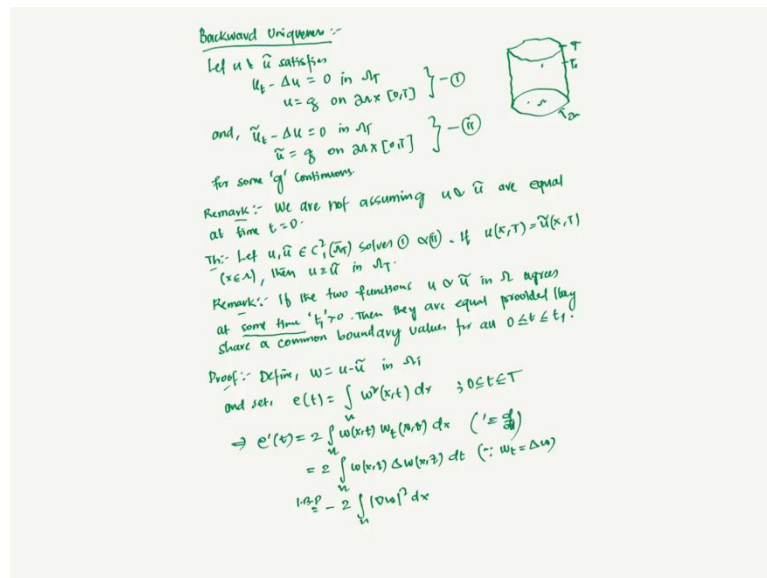 Backward Uniqueness :-
Let u & ũ satisfies
u_t - Δu = 0 in Ω_T
u = g on ∂Ω x [0,T] } - (I)
and, ũ_t - Δu = 0 in Ω_T
ũ = g on ∂Ω x [0,T] } - (II)
for some 'g' continuous.
Remark:- We are not assuming u & ũ are equal
at time t=0.
Th:- Let u, ũ ∈ C²₁(Ω̄_T) solves (I) & (II). If u(x,T) = ũ(x,T)
(x∈Ω), then u=ũ in Ω_T.
Remark:- If the two functions u & ũ in Ω agrees
at some time 't₁'>0. Then they are equal provided they
share a common boundary values for all 0≤t≤t₁.
Proof:- Define, w = u-ũ in Ω_T
and set, e(t) = ∫_Ω w²(x,t) dx ; 0≤t≤T
⇒ e'(t) = 2 ∫_Ω w(x,t) w_t(x,t) dx ( ' = d/dt )
= 2 ∫_Ω w(x,t) Δw(x,t) dt (∵ w_t = Δw)
I.B.P = - 2 ∫_Ω |Dw|² dx
T
Ω